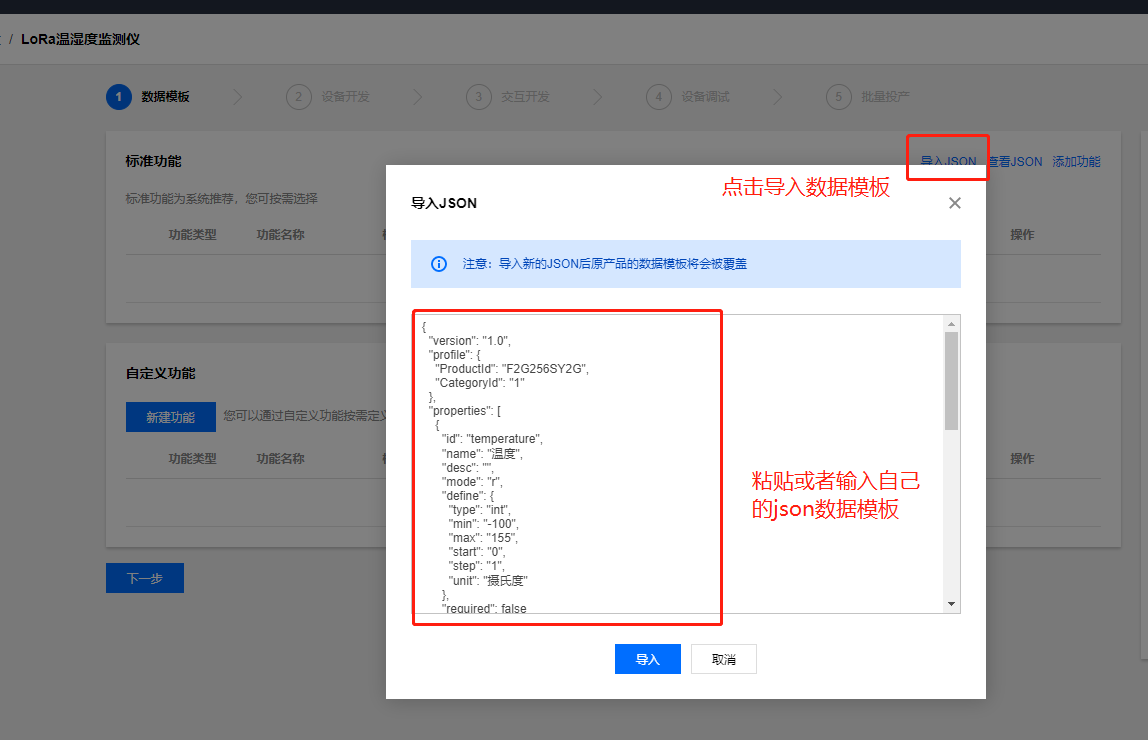 / LoRa温湿度监测仪
1 数据模板 2 设备开发 3 交互开发 4 设备调试 5 批量投产
标准功能
导入JSON 查看JSON 添加功能
点击导入数据模板
标准功能为系统推荐，您可按需选择
功能类型 功能名称 操作
导入JSON
注意：导入新的JSON后原产品的数据模板将会被覆盖
{
"version": "1.0",
"profile": {
"ProductId": "F2G256SY2G",
"CategoryId": "1"
},
"properties": [
{
"id": "temperature",
"name": "温度",
"desc": "",
"mode": "r",
"define": {
"type": "int",
"min": "-100",
"max": "155",
"start": "0",
"step": "1",
"unit": "摄氏度"
},
"required": false
粘贴或者输入自己
的json数据模板
导入 取消
自定义功能
新建功能 您可以通过自定义功能按需定义
功能类型 功能名称 操作
下一步